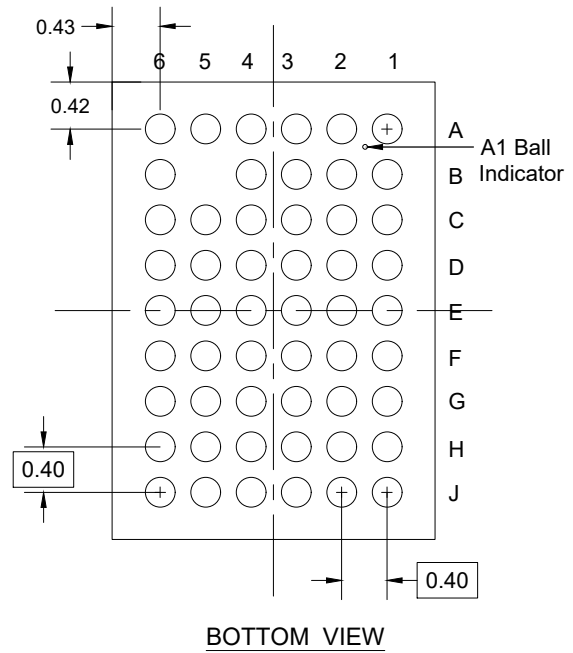 0.43
6 5 4 3 2 1
0.42
A
A1 Ball
Indicator
B
C
D
E
F
G
H
0.40
J
0.40
BOTTOM VIEW